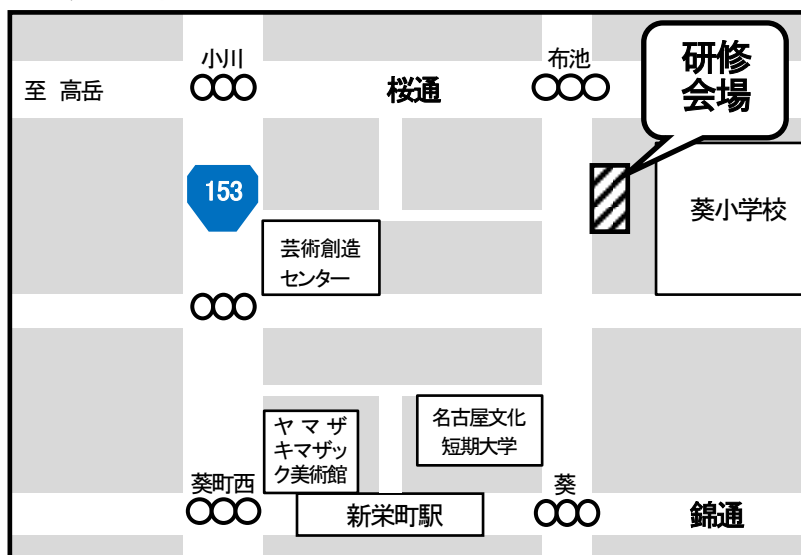 小川
布池
研修
会場
至 高岳
桜通
153
葵小学校
芸術創造
センター
ヤマザ
キマザッ
ク美術館
名古屋文化
短期大学
葵町西
新栄町駅
葵
錦通